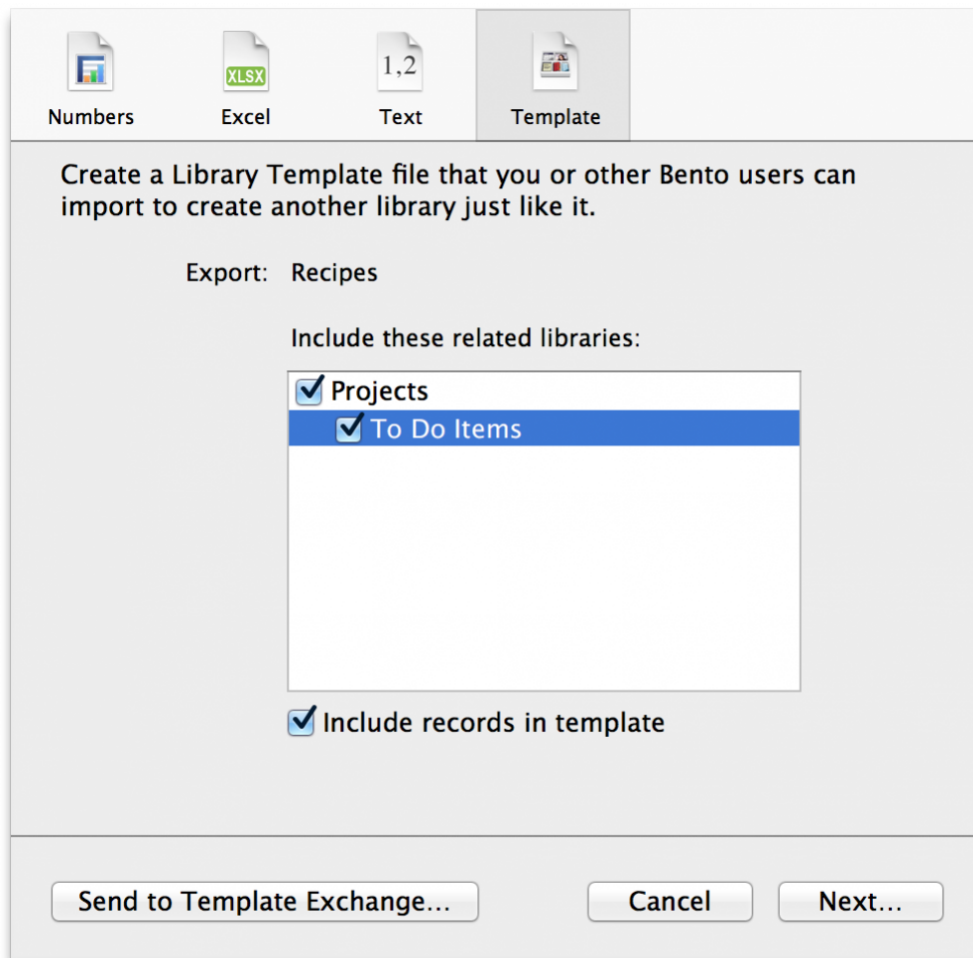 XLSX
1,2
Numbers
Excel
Text
Template
Create a Library Template file that you or other Bento users can
import to create another library just like it.
Export: Recipes
Include these related libraries:
Projects
To Do Items
Include records in template
Send to Template Exchange...
Cancel
Next...